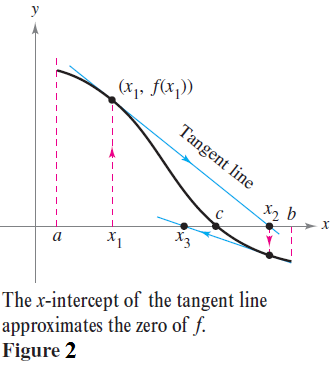 y
(x₁, f(x₁))
Tangent line
a
x₁
x₃
c
x₂
b
x
The x-intercept of the tangent line
approximates the zero of f.
Figure 2